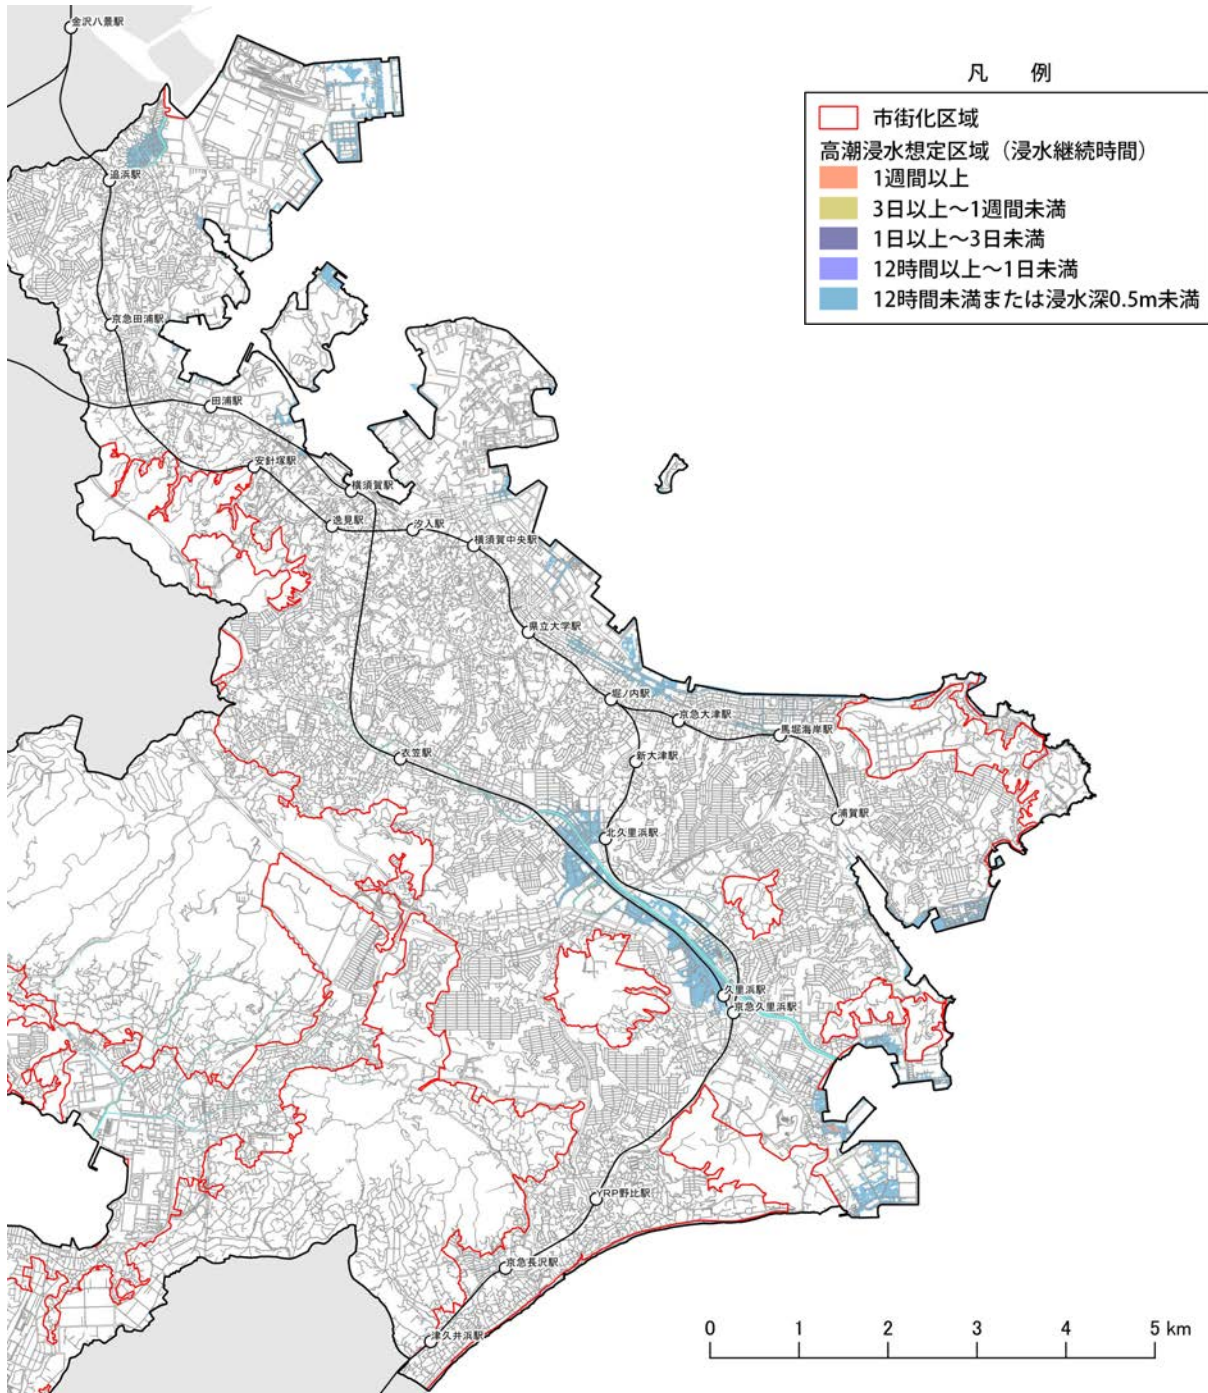 金沢八景駅
凡 例
市街化区域
高潮浸水想定区域（浸水継続時間）
1週間以上
3日以上～1週間未満
1日以上～3日未満
12時間以上～1日未満
12時間未満または浸水深0.5m未満
追浜駅
京急田浦駅
田浦駅
安針塚駅
横須賀駅
逸見駅
汐入駅
横須賀中央駅
県立大学駅
堀ノ内駅
京急大津駅
馬堀海岸駅
新大津駅
衣笠駅
浦賀駅
北久里浜駅
久里浜駅
京急久里浜駅
YRP野比駅
京急長沢駅
津久井浜駅
0 1 2 3 4 5 km